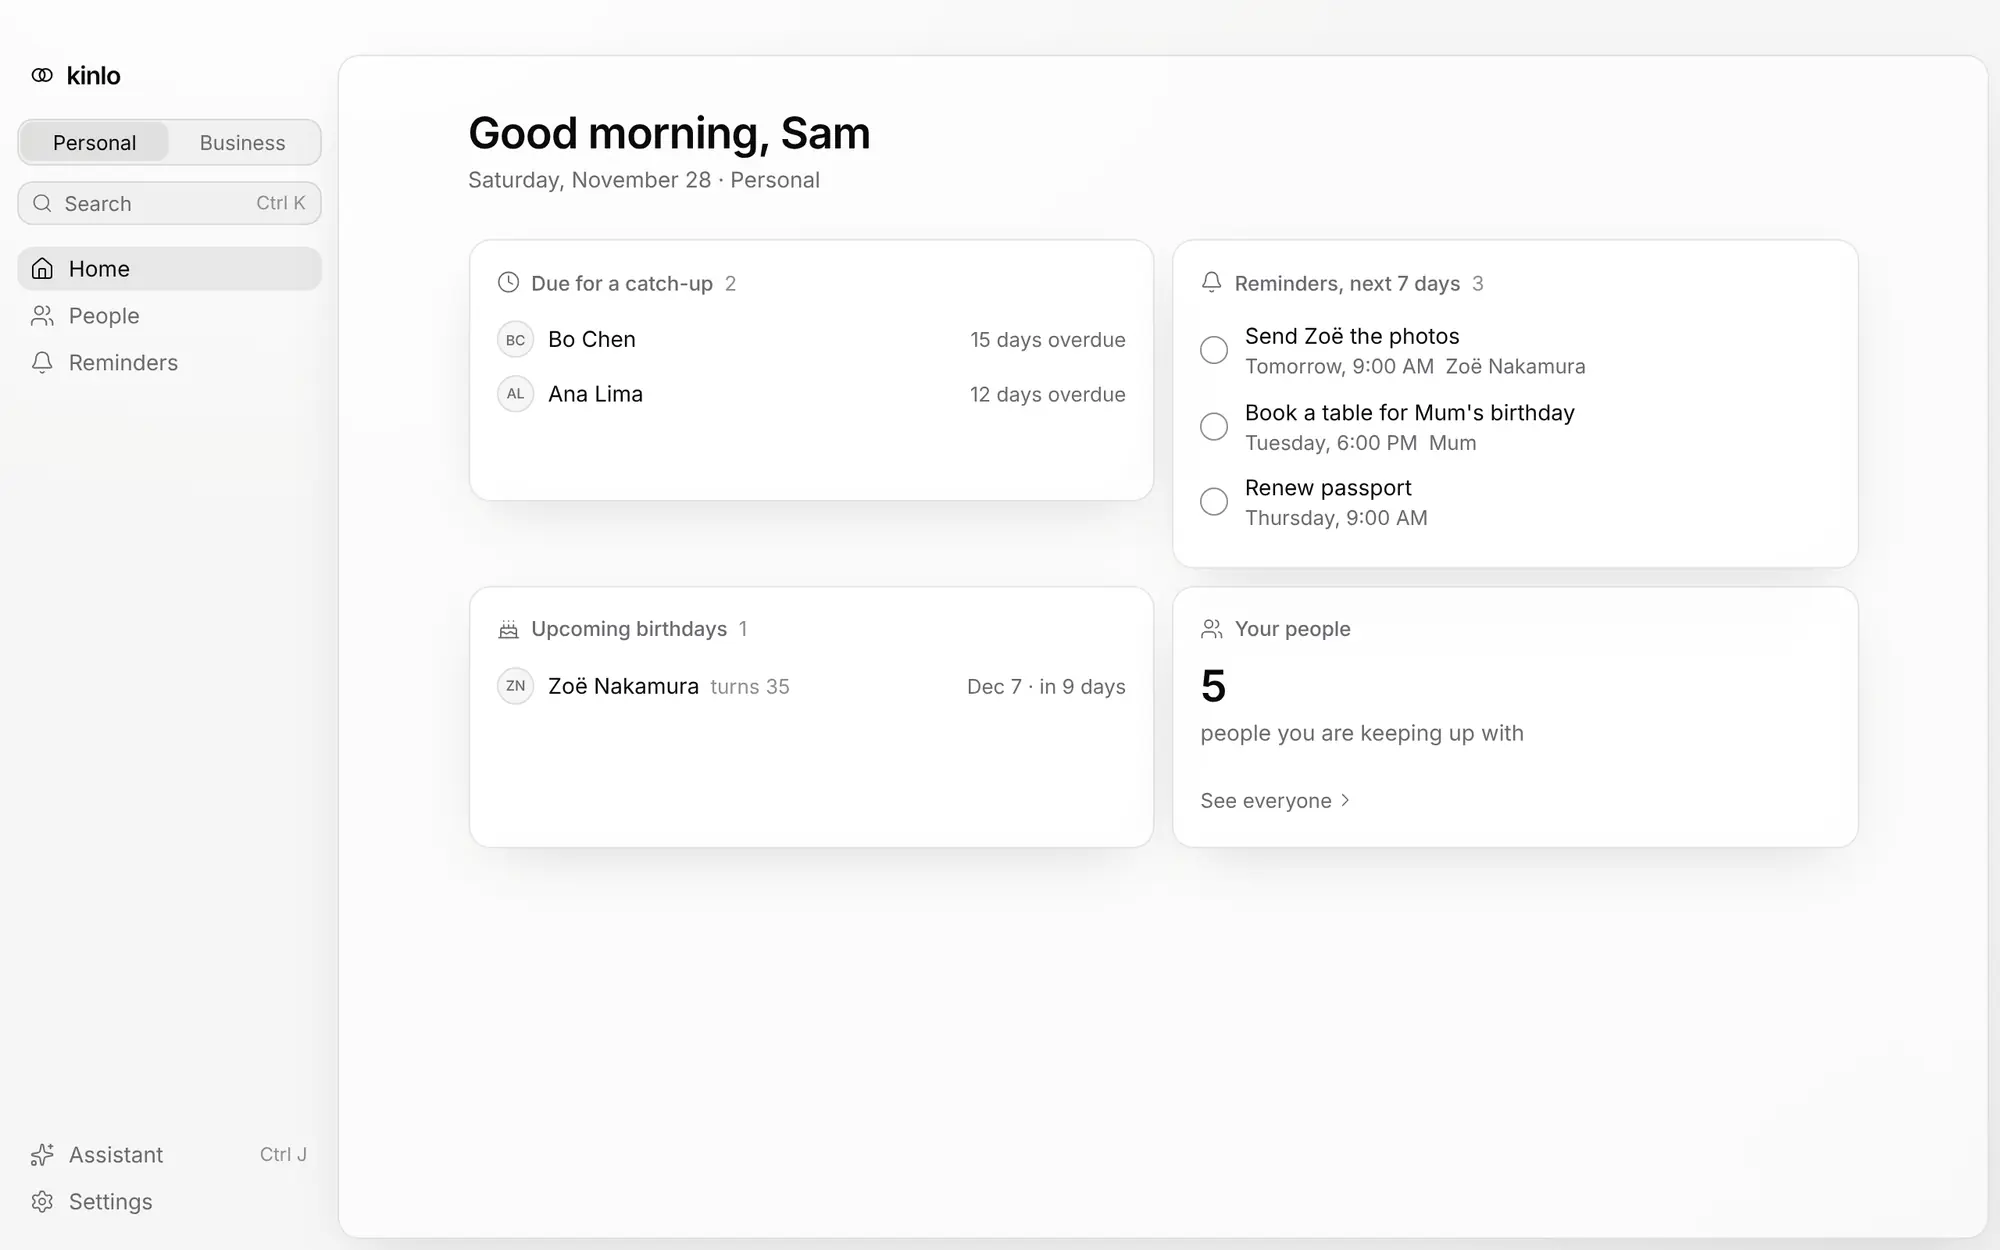 kinlo
Personal Business
Search Ctrl K
Home
People
Reminders
Assistant Ctrl J
Settings
Good morning, Sam
Saturday, November 28 · Personal
Due for a catch-up 2
BC Bo Chen 15 days overdue
AL Ana Lima 12 days overdue
Reminders, next 7 days 3
Send Zoë the photos
Tomorrow, 9:00 AM Zoë Nakamura
Book a table for Mum's birthday
Tuesday, 6:00 PM Mum
Renew passport
Thursday, 9:00 AM
Upcoming birthdays 1
ZN Zoë Nakamura turns 35 Dec 7 · in 9 days
Your people
5
people you are keeping up with
See everyone